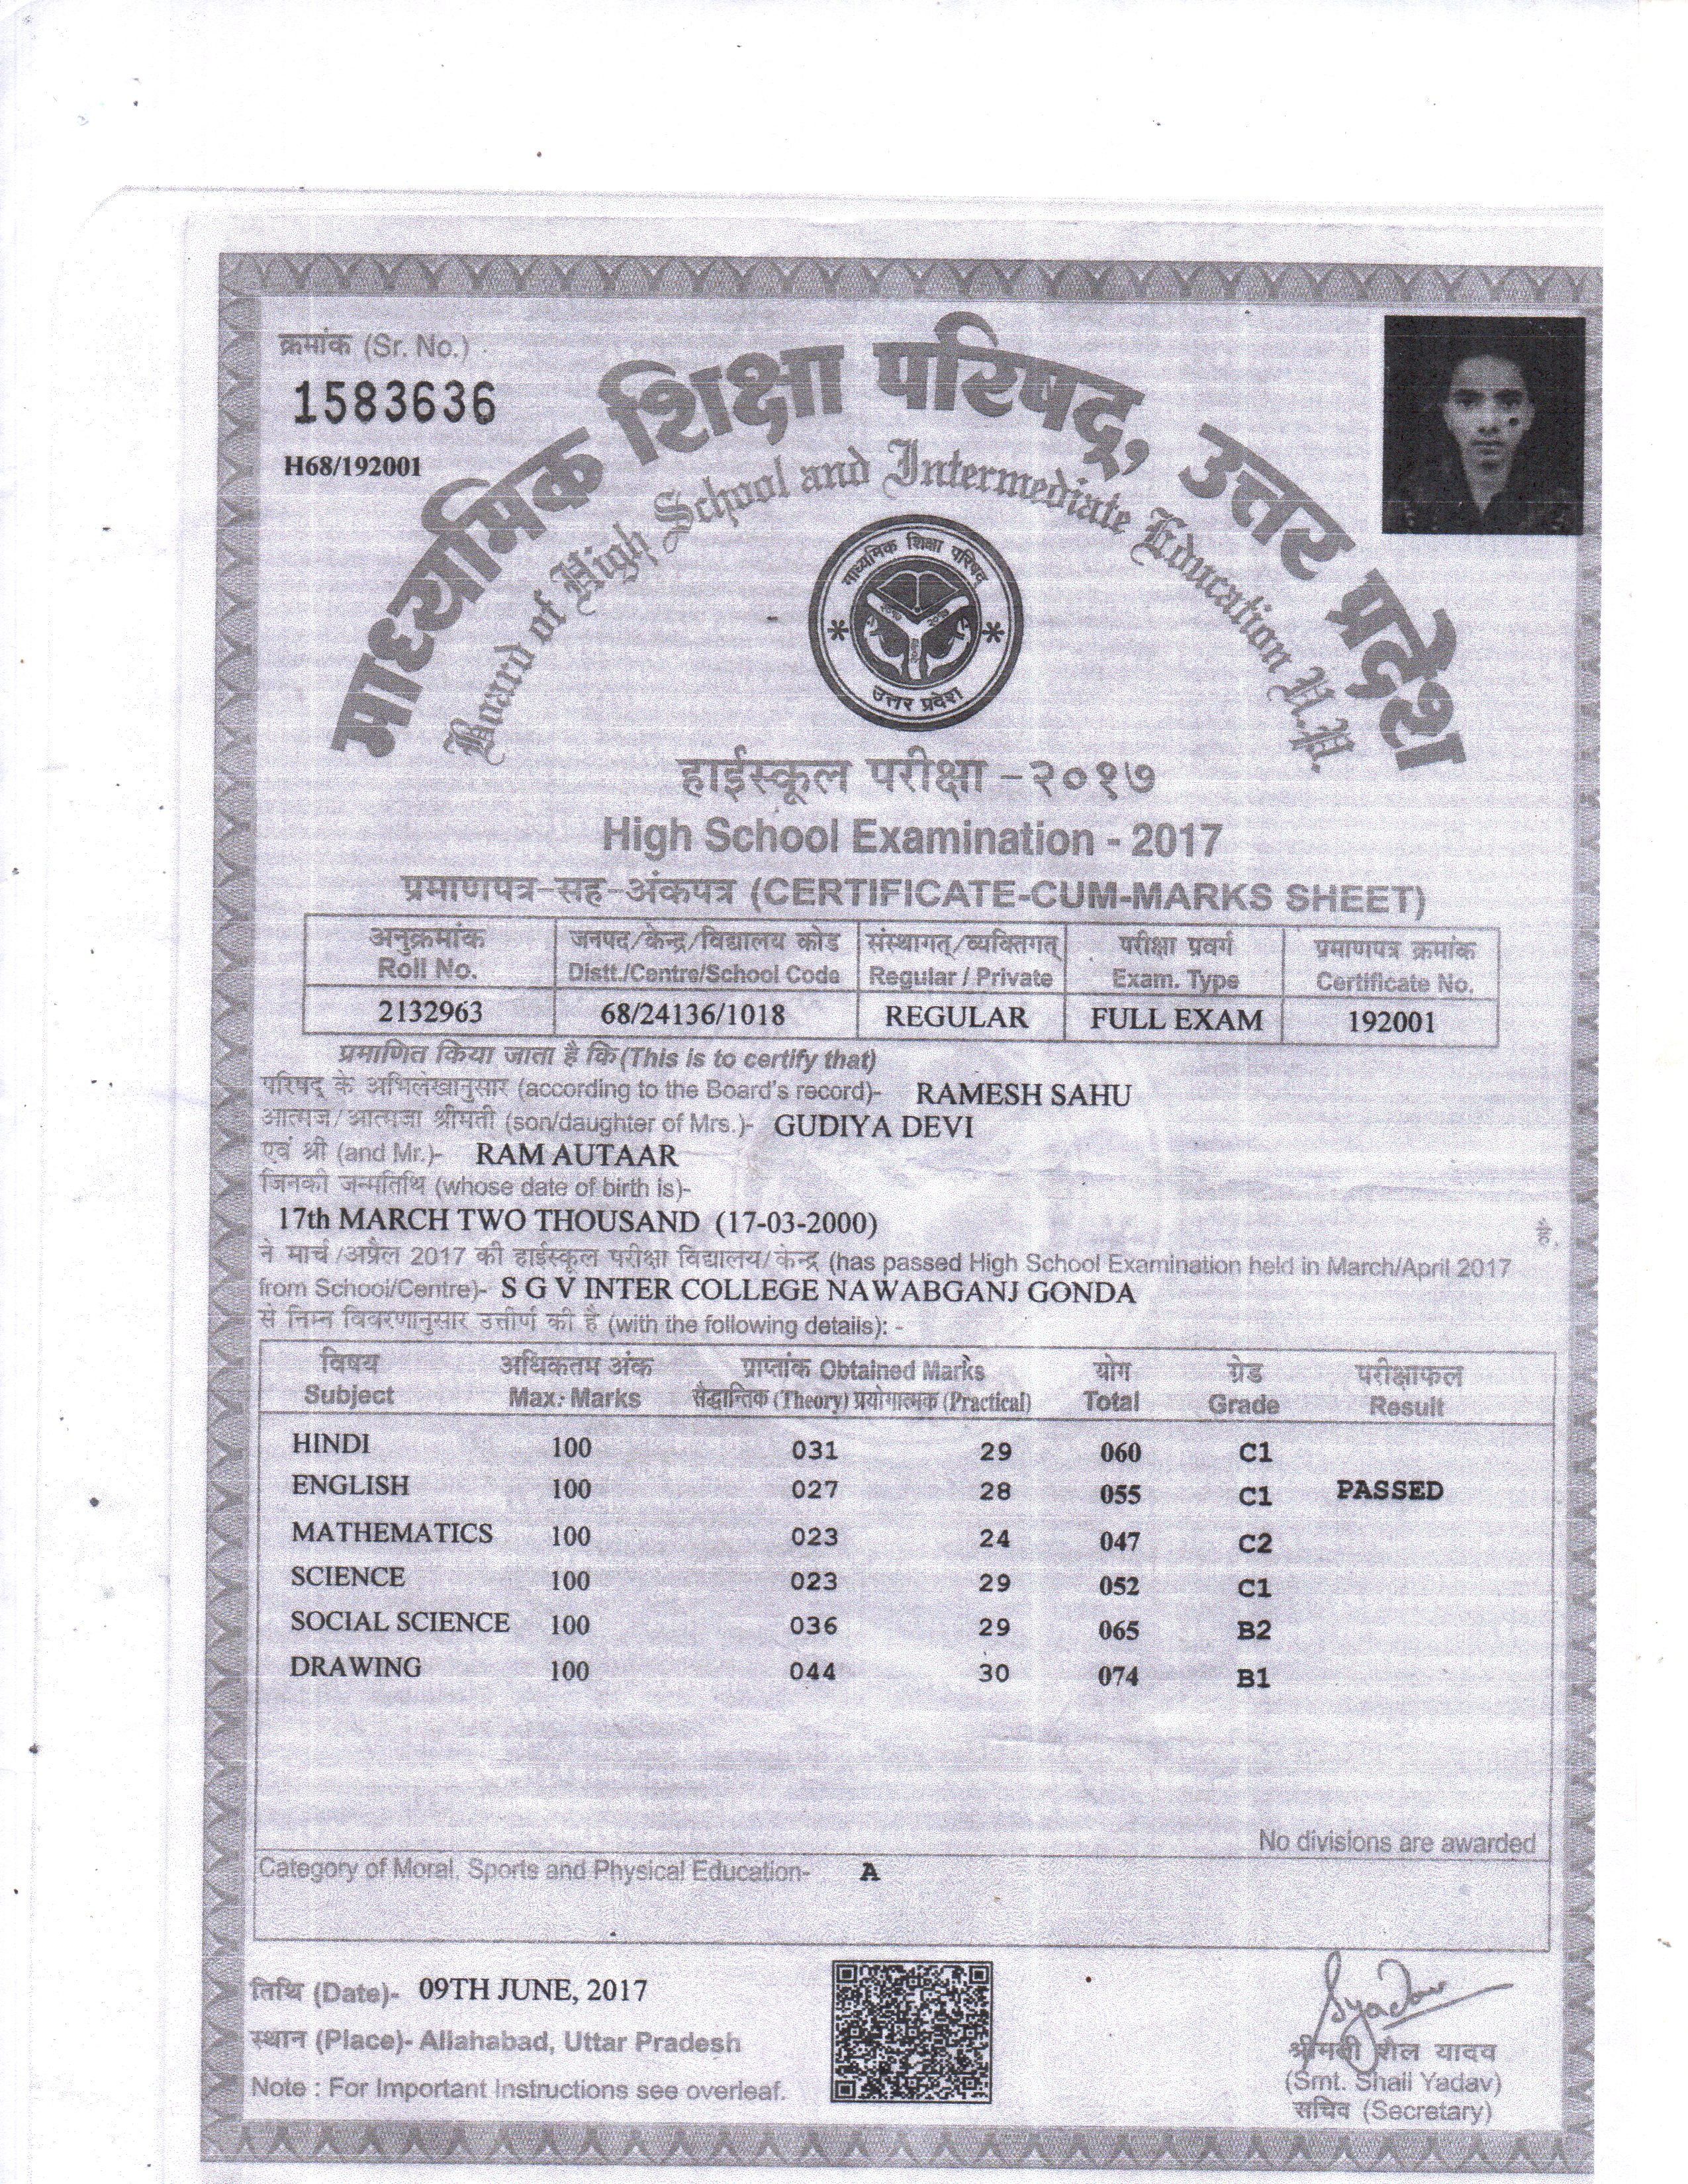 क्रमांक (Sr. No.)
1583636
H68/192001
माध्यमिक शिक्षा परिषद्, उत्तर प्रदेश
Board of High School and Intermediate Education U.P.
माध्यमिक शिक्षा परिषद्
उत्तर प्रदेश
हाईस्कूल परीक्षा -२०१७
High School Examination - 2017
प्रमाणपत्र-सह-अंकपत्र (CERTIFICATE-CUM-MARKS SHEET)
अनुक्रमांक जनपद/केन्द्र/विद्यालय कोड संस्थागत्/व्यक्तिगत् परीक्षा प्रवर्ग प्रमाणपत्र क्रमांक
Roll No. Distt./Centre/School Code Regular / Private Exam. Type Certificate No.
2132963 68/24136/1018 REGULAR FULL EXAM 192001
प्रमाणित किया जाता है कि (This is to certify that)
परिषद् के अभिलेखानुसार (according to the Board's record)- RAMESH SAHU
आत्मज/आत्मजा श्रीमती (son/daughter of Mrs.)- GUDIYA DEVI
एवं श्री (and Mr.)- RAM AUTAAR
जिनकी जन्मतिथि (whose date of birth is)-
17th MARCH TWO THOUSAND (17-03-2000) है,
ने मार्च/अप्रैल 2017 की हाईस्कूल परीक्षा विद्यालय/केन्द्र (has passed High School Examination held in March/April 2017
from School/Centre)- S G V INTER COLLEGE NAWABGANJ GONDA
से निम्न विवरणानुसार उत्तीर्ण की है (with the following details): -
विषय अधिकतम अंक प्राप्तांक Obtained Marks योग ग्रेड परीक्षाफल
Subject Max. Marks सैद्धान्तिक (Theory) प्रयोगात्मक (Practical) Total Grade Result
HINDI 100 031 29 060 C1
ENGLISH 100 027 28 055 C1 PASSED
MATHEMATICS 100 023 24 047 C2
SCIENCE 100 023 29 052 C1
SOCIAL SCIENCE 100 036 29 065 B2
DRAWING 100 044 30 074 B1
No divisions are awarded
Category of Moral, Sports and Physical Education- A
तिथि (Date)- 09TH JUNE, 2017
स्थान (Place)- Allahabad, Uttar Pradesh
Note : For Important Instructions see overleaf.
Syadav
श्रीमती शैल यादव
(Smt. Shail Yadav)
सचिव (Secretary)